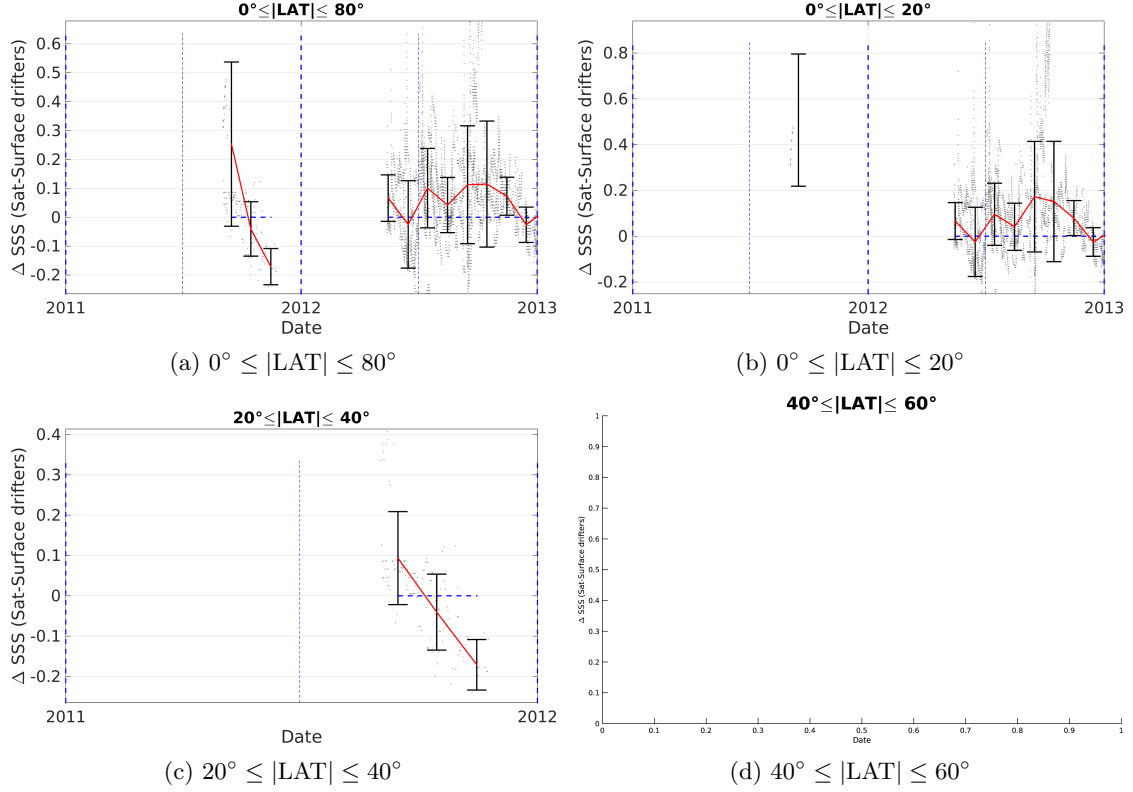 0°≤|LAT|≤ 80°
Δ SSS (Sat-Surface drifters)
0.6
0.5
0.4
0.3
0.2
0.1
0
-0.1
-0.2
2011
2012
2013
Date
(a) 0° ≤ |LAT| ≤ 80°
0°≤|LAT|≤ 20°
Δ SSS (Sat-Surface drifters)
0.8
0.6
0.4
0.2
0
-0.2
2011
2012
2013
Date
(b) 0° ≤ |LAT| ≤ 20°
20°≤|LAT|≤ 40°
Δ SSS (Sat-Surface drifters)
0.4
0.3
0.2
0.1
0
-0.1
-0.2
2011
2012
Date
(c) 20° ≤ |LAT| ≤ 40°
40°≤|LAT|≤ 60°
Δ SSS (Sat-Surface drifters)
1
0.9
0.8
0.7
0.6
0.5
0.4
0.3
0.2
0.1
0
0 0.1 0.2 0.3 0.4 0.5 0.6 0.7 0.8 0.9 1
Date
(d) 40° ≤ |LAT| ≤ 60°